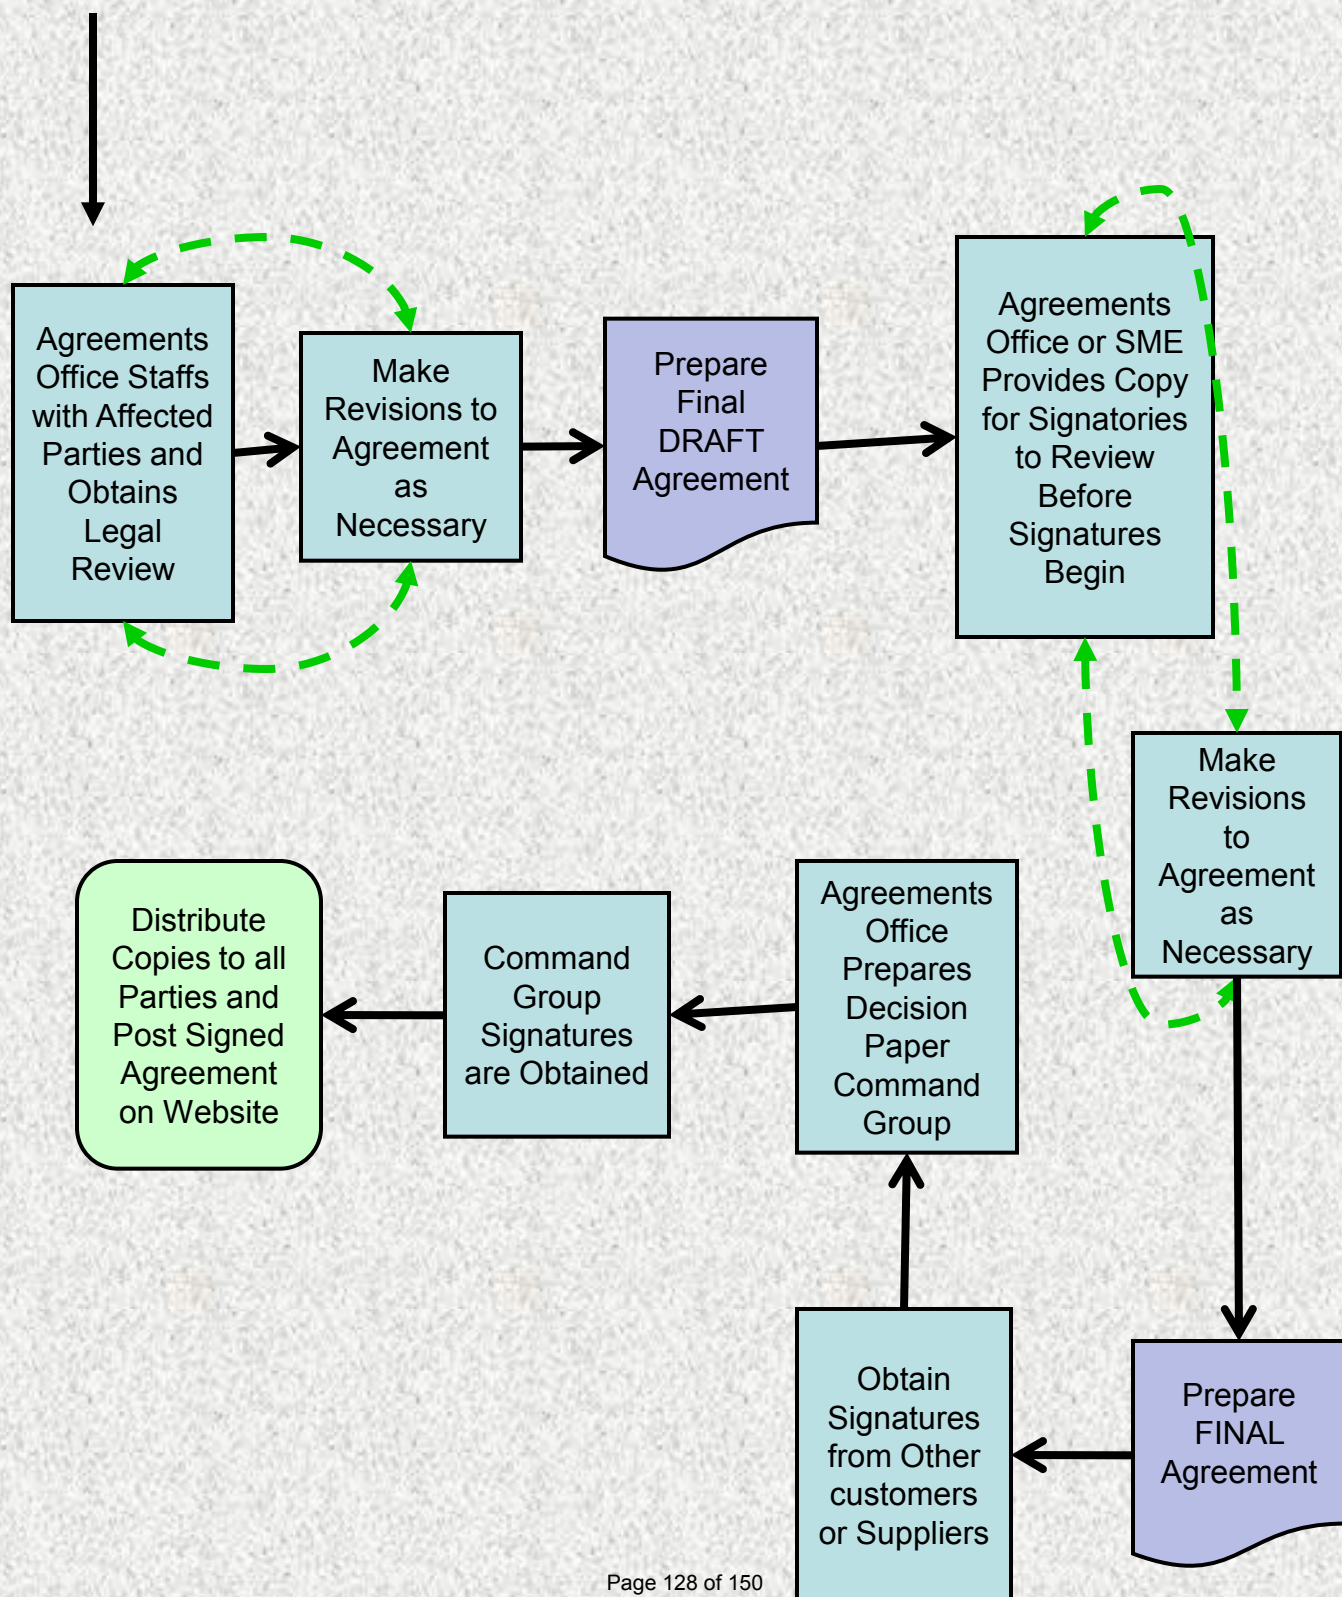 Agreements
Office Staffs
with Affected
Parties and
Obtains
Legal
Review
Make
Revisions to
Agreement
as
Necessary
Prepare
Final
DRAFT
Agreement
Agreements
Office or SME
Provides Copy
for Signatories
to Review
Before
Signatures
Begin
Make
Revisions
to
Agreement
as
Necessary
Prepare
FINAL
Agreement
Obtain
Signatures
from Other
customers
or Suppliers
Agreements
Office
Prepares
Decision
Paper
Command
Group
Command
Group
Signatures
are Obtained
Distribute
Copies to all
Parties and
Post Signed
Agreement
on Website
Page 128 of 150